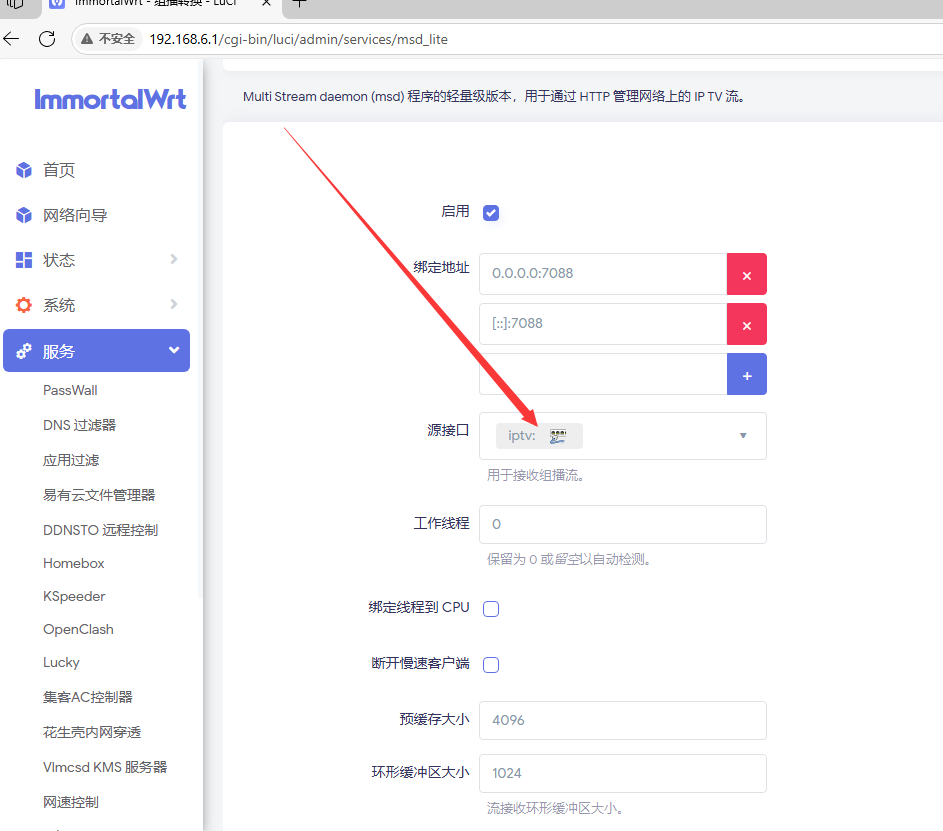 ImmortalWrt - 组播转换 - LuCI
不安全 192.168.6.1/cgi-bin/luci/admin/services/msd_lite
ImmortalWrt
首页
网络向导
状态
系统
服务
PassWall
DNS 过滤器
应用过滤
易有云文件管理器
DDNSTO 远程控制
Homebox
KSpeeder
OpenClash
Lucky
集客AC控制器
花生壳内网穿透
Vlmcsd KMS 服务器
网速控制
Multi Stream daemon (msd) 程序的轻量级版本，用于通过 HTTP 管理网络上的 IP TV 流。
启用
绑定地址 0.0.0.0:7088
[::]:7088
源接口 iptv:
用于接收组播流。
工作线程 0
保留为 0 或留空以自动检测。
绑定线程到 CPU
断开慢速客户端
预缓存大小 4096
环形缓冲区大小 1024
流接收环形缓冲区大小。